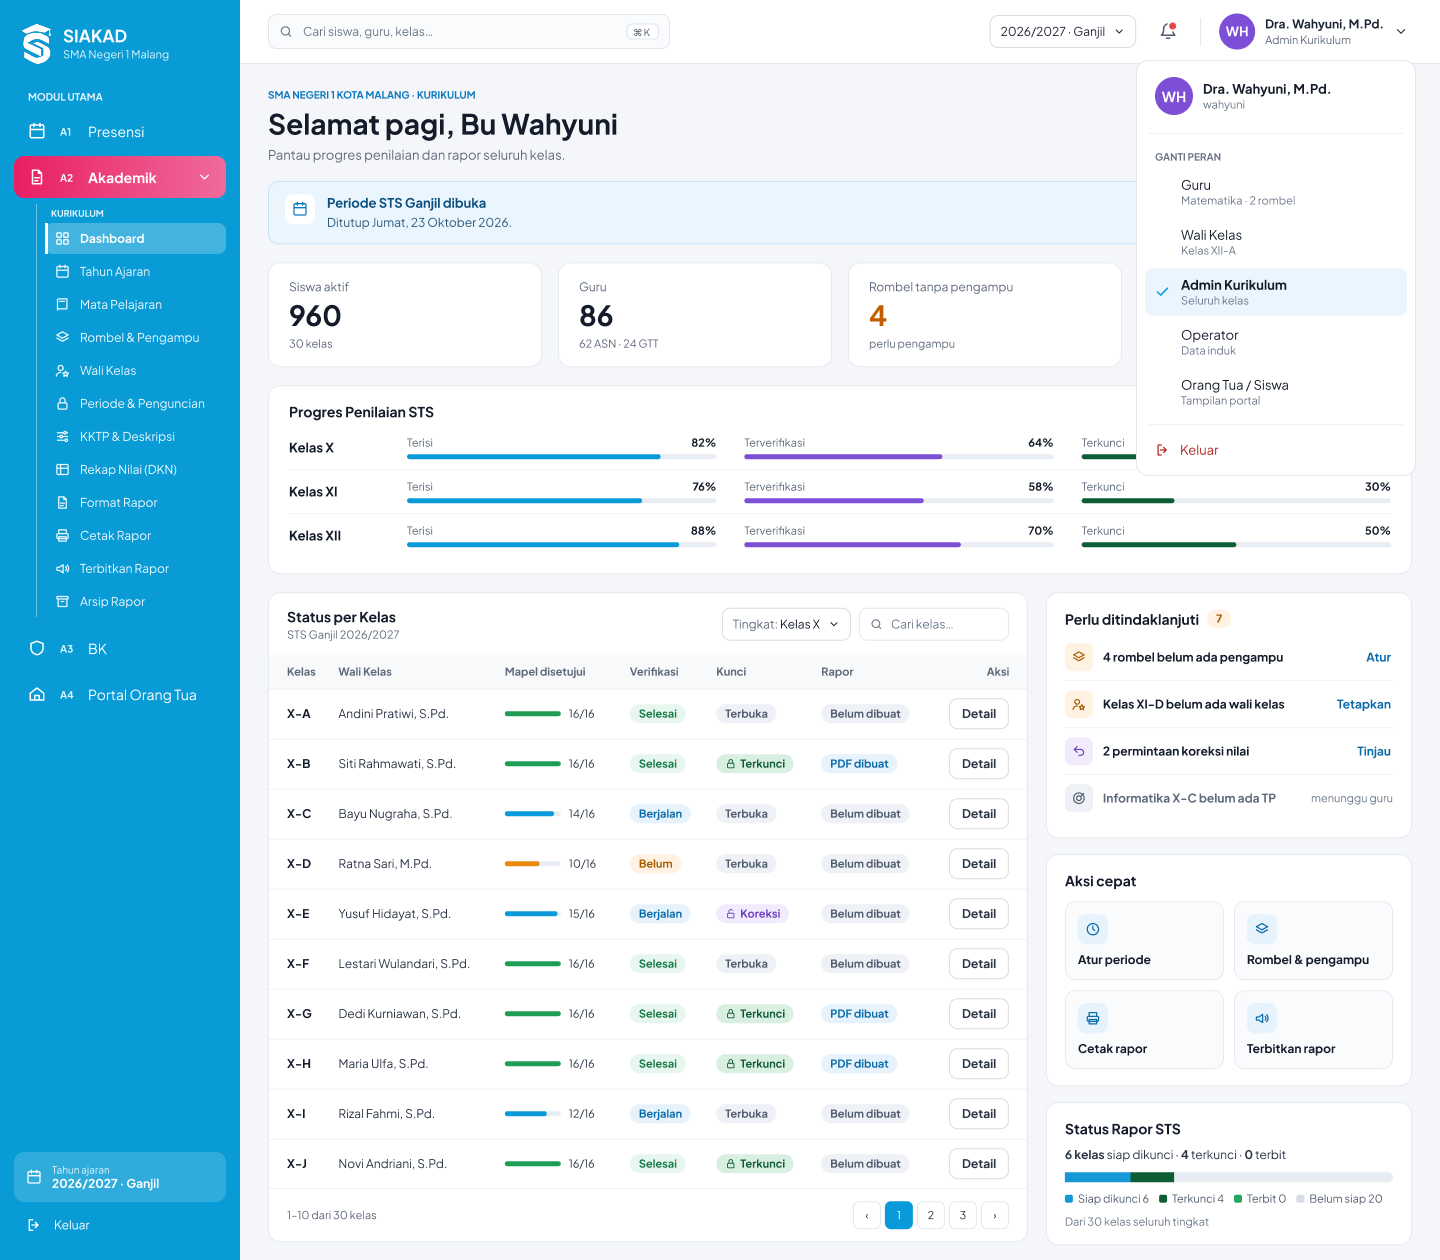 SIAKAD
SMA Negeri 1 Malang
MODUL UTAMA
A1 Presensi
A2 Akademik
KURIKULUM
Dashboard
Tahun Ajaran
Mata Pelajaran
Rombel & Pengampu
Wali Kelas
Periode & Penguncian
KKTP & Deskripsi
Rekap Nilai (DKN)
Format Rapor
Cetak Rapor
Terbitkan Rapor
Arsip Rapor
A3 BK
A4 Portal Orang Tua
Tahun ajaran
2026/2027 · Ganjil
Keluar
Cari siswa, guru, kelas... ⌘K
2026/2027 · Ganjil
WH
Dra. Wahyuni, M.Pd.
Admin Kurikulum
WH
Dra. Wahyuni, M.Pd.
wahyuni
GANTI PERAN
Guru
Matematika · 2 rombel
Wali Kelas
Kelas XII-A
Admin Kurikulum
Seluruh kelas
Operator
Data induk
Orang Tua / Siswa
Tampilan portal
Keluar
SMA NEGERI 1 KOTA MALANG · KURIKULUM
Selamat pagi, Bu Wahyuni
Pantau progres penilaian dan rapor seluruh kelas.
Periode STS Ganjil dibuka
Ditutup Jumat, 23 Oktober 2026.
Siswa aktif
960
30 kelas
Guru
86
62 ASN · 24 GTT
Rombel tanpa pengampu
4
perlu pengampu
Progres Penilaian STS
Kelas X Terisi 82% Terverifikasi 64% Terkunci
Kelas XI Terisi 76% Terverifikasi 58% Terkunci 30%
Kelas XII Terisi 88% Terverifikasi 70% Terkunci 50%
Status per Kelas
STS Ganjil 2026/2027
Tingkat: Kelas X
Cari kelas...
Kelas Wali Kelas Mapel disetujui Verifikasi Kunci Rapor Aksi
X-A Andini Pratiwi, S.Pd. 16/16 Selesai Terbuka Belum dibuat Detail
X-B Siti Rahmawati, S.Pd. 16/16 Selesai Terkunci PDF dibuat Detail
X-C Bayu Nugraha, S.Pd. 14/16 Berjalan Terbuka Belum dibuat Detail
X-D Ratna Sari, M.Pd. 10/16 Belum Terbuka Belum dibuat Detail
X-E Yusuf Hidayat, S.Pd. 15/16 Berjalan Koreksi Belum dibuat Detail
X-F Lestari Wulandari, S.Pd. 16/16 Selesai Terbuka Belum dibuat Detail
X-G Dedi Kurniawan, S.Pd. 16/16 Selesai Terkunci PDF dibuat Detail
X-H Maria Ulfa, S.Pd. 16/16 Selesai Terkunci PDF dibuat Detail
X-I Rizal Fahmi, S.Pd. 12/16 Berjalan Terbuka Belum dibuat Detail
X-J Novi Andriani, S.Pd. 16/16 Selesai Terkunci Belum dibuat Detail
1–10 dari 30 kelas
‹ 1 2 3 ›
Perlu ditindaklanjuti 7
4 rombel belum ada pengampu Atur
Kelas XI-D belum ada wali kelas Tetapkan
2 permintaan koreksi nilai Tinjau
Informatika X-C belum ada TP menunggu guru
Aksi cepat
Atur periode
Rombel & pengampu
Cetak rapor
Terbitkan rapor
Status Rapor STS
6 kelas siap dikunci · 4 terkunci · 0 terbit
Siap dikunci 6 Terkunci 4 Terbit 0 Belum siap 20
Dari 30 kelas seluruh tingkat